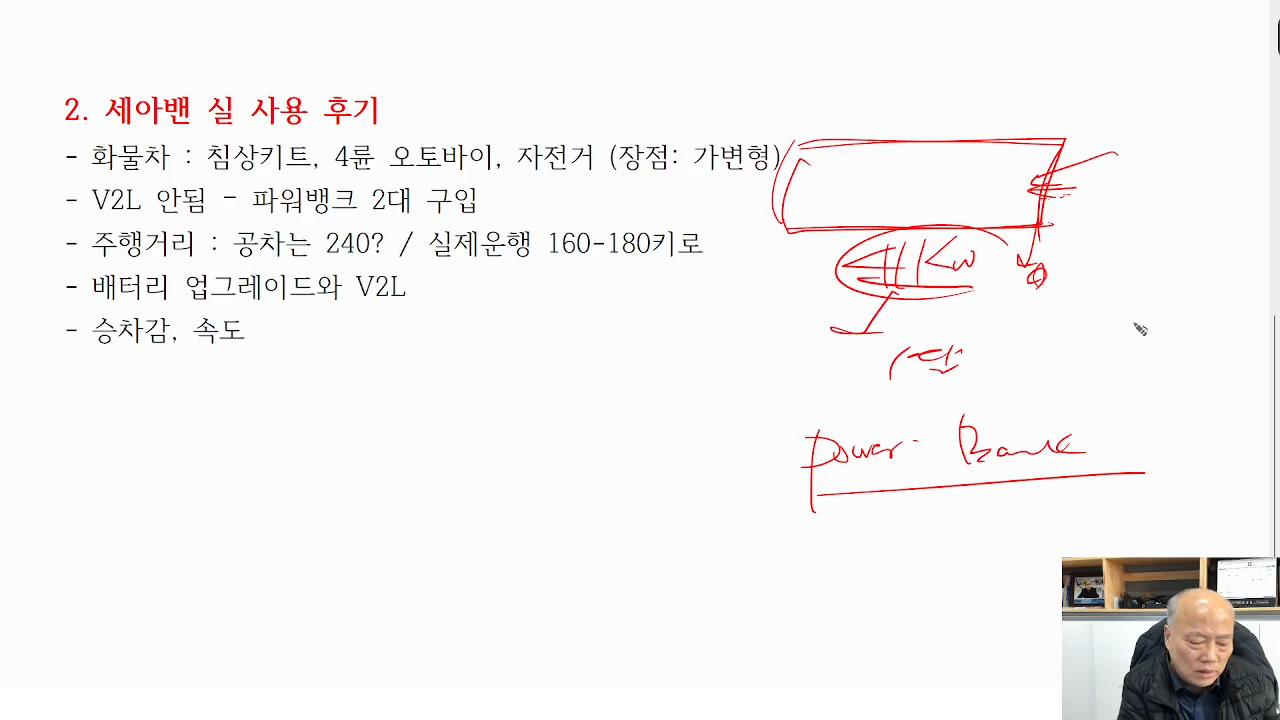 2. 세아밴 실 사용 후기
- 화물차 : 침상키트, 4륜 오토바이, 자전거 (장점: 가변형)
- V2L 안됨 - 파워뱅크 2대 구입
- 주행거리 : 공차는 240? / 실제운행 160-180키로
- 배터리 업그레이드와 V2L
- 승차감, 속도
Kw
Power Bank